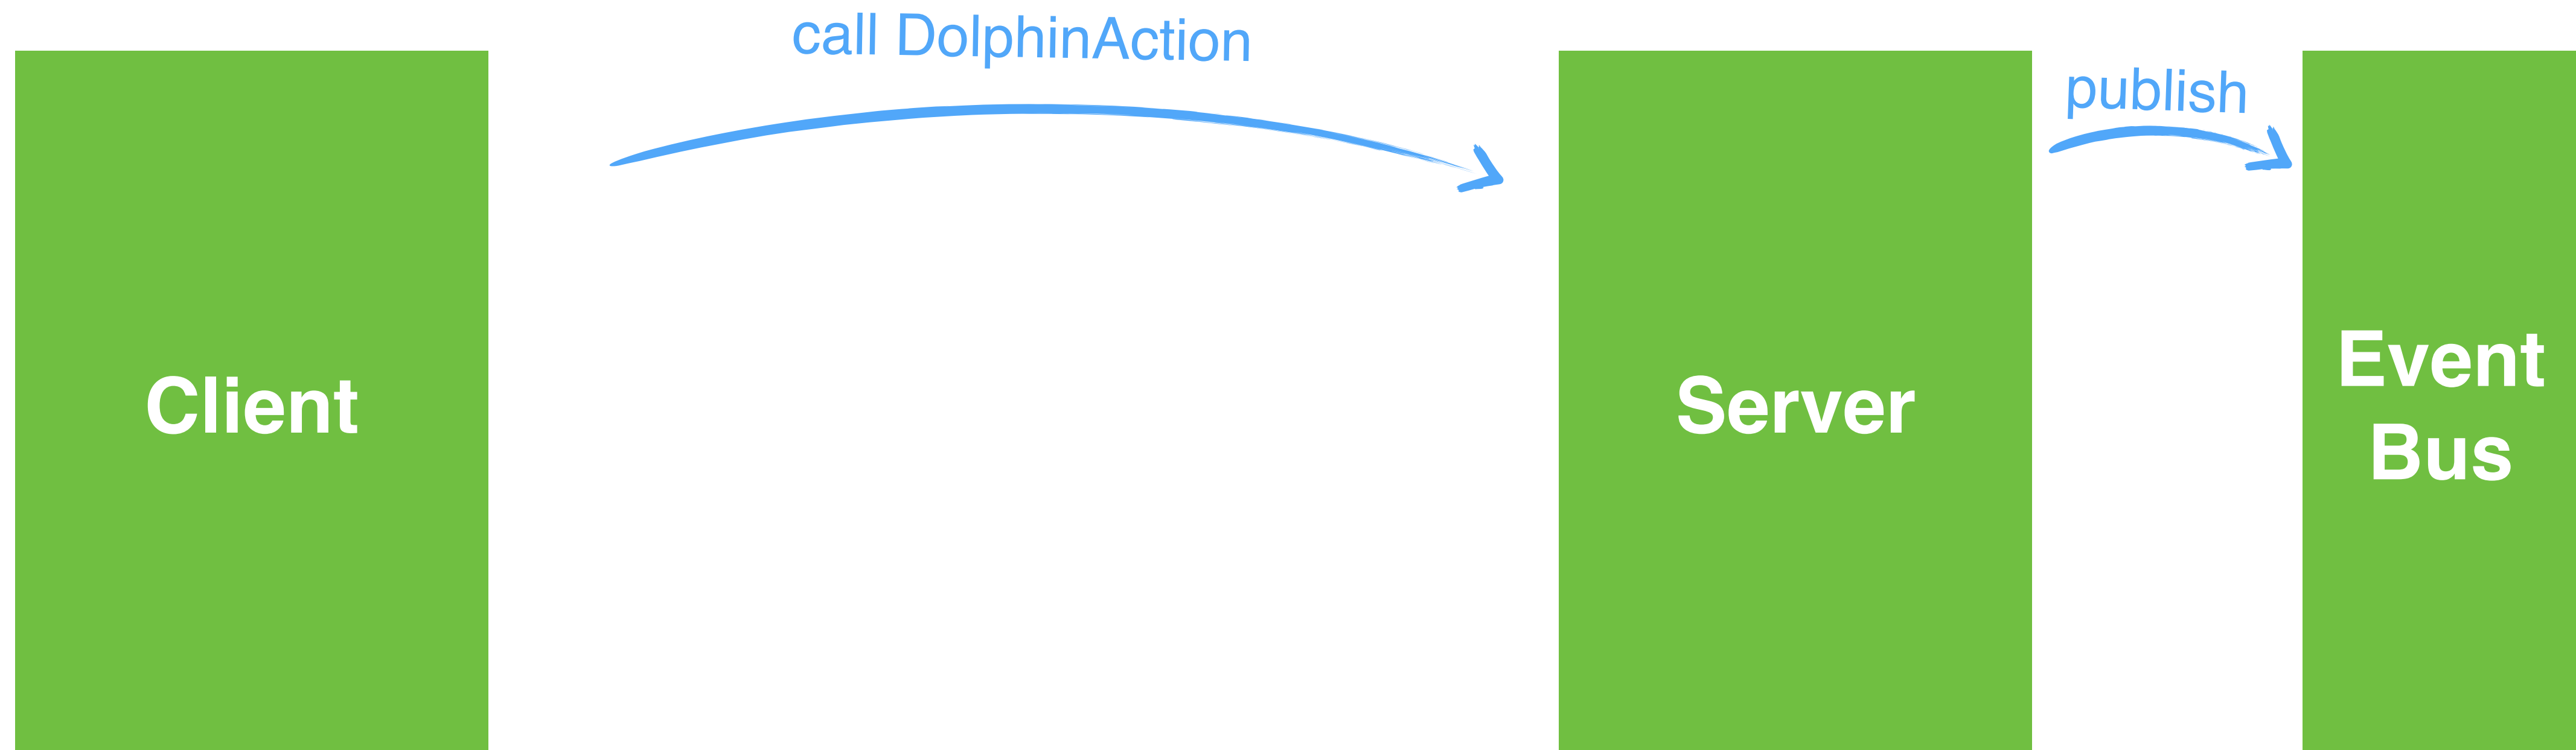 call DolphinAction
publish
Client
Server
Event
Bus